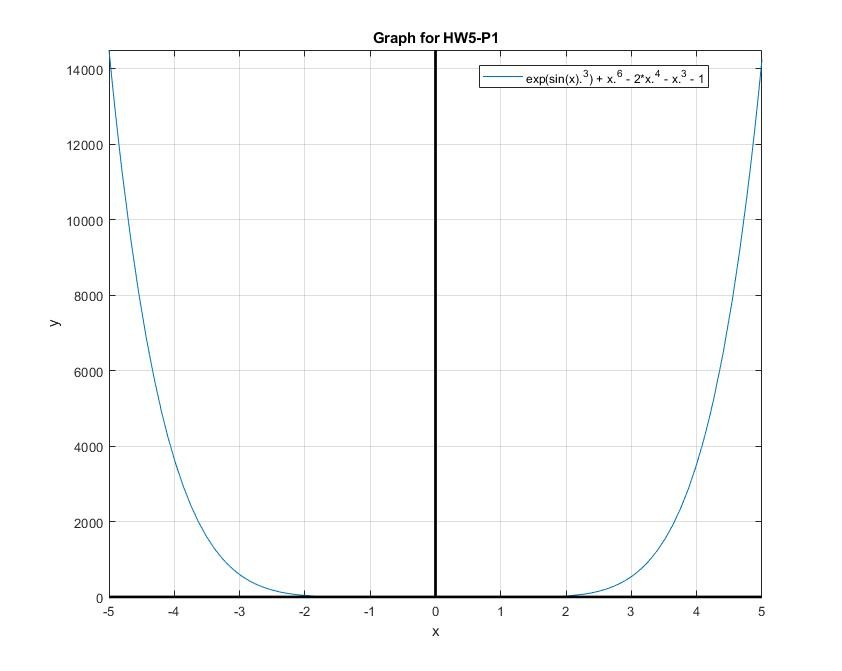 Graph for HW5-P1
exp(sin(x).^3) + x.^6 - 2*x.^4 - x.^3 - 1
14000
12000
10000
8000
6000
4000
2000
0
y
-5 -4 -3 -2 -1 0 1 2 3 4 5
x